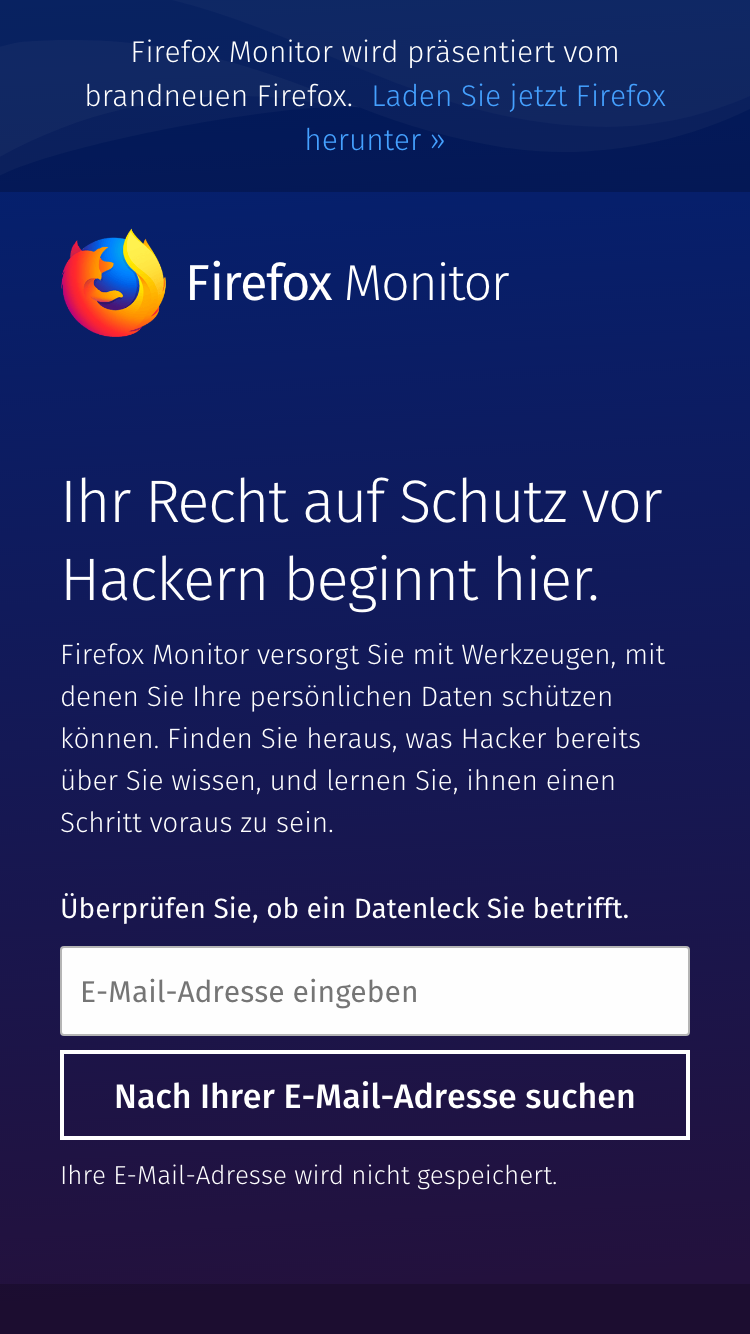 Firefox Monitor wird präsentiert vom
brandneuen Firefox. Laden Sie jetzt Firefox
herunter »
Firefox Monitor
Ihr Recht auf Schutz vor
Hackern beginnt hier.
Firefox Monitor versorgt Sie mit Werkzeugen, mit
denen Sie Ihre persönlichen Daten schützen
können. Finden Sie heraus, was Hacker bereits
über Sie wissen, und lernen Sie, ihnen einen
Schritt voraus zu sein.
Überprüfen Sie, ob ein Datenleck Sie betrifft.
E-Mail-Adresse eingeben
Nach Ihrer E-Mail-Adresse suchen
Ihre E-Mail-Adresse wird nicht gespeichert.